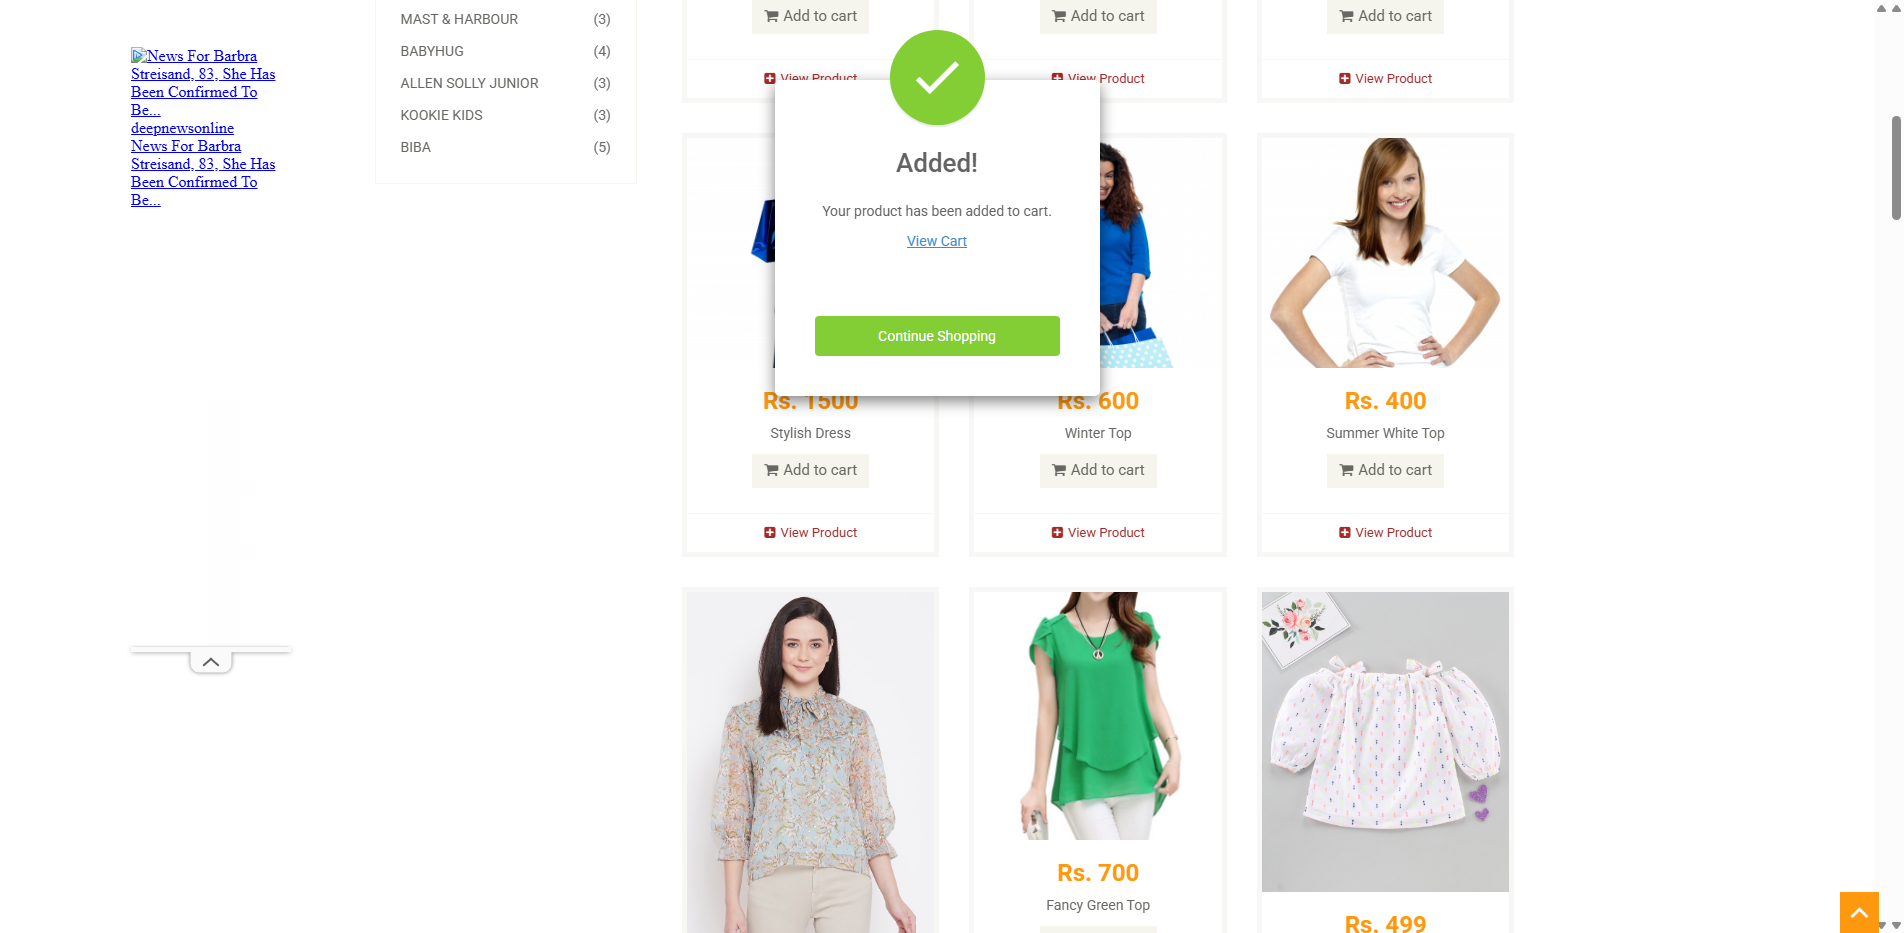 MAST & HARBOUR (3)
BABYHUG (4)
ALLEN SOLLY JUNIOR (3)
KOOKIE KIDS (3)
BIBA (5)
News For Barbra
Streisand, 83, She Has
Been Confirmed To
Be...
deepnewsonline
News For Barbra
Streisand, 83, She Has
Been Confirmed To
Be...
Add to cart
Add to cart
Add to cart
View Product
View Product
View Product
Added!
Your product has been added to cart.
View Cart
Continue Shopping
Rs. 1500
Stylish Dress
Add to cart
View Product
Rs. 600
Winter Top
Add to cart
View Product
Rs. 400
Summer White Top
Add to cart
View Product
Rs. 700
Fancy Green Top
Rs. 499